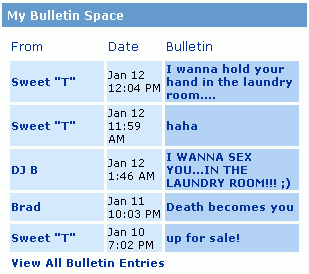 My Bulletin Space
From Date Bulletin
Sweet "T" Jan 12 12:04 PM I wanna hold your hand in the laundry room....
Sweet "T" Jan 12 11:59 AM haha
DJ B Jan 12 1:46 AM I WANNA SEX YOU...IN THE LAUNDRY ROOM!!! ;)
Brad Jan 11 10:03 PM Death becomes you
Sweet "T" Jan 10 7:02 PM up for sale!
View All Bulletin Entries